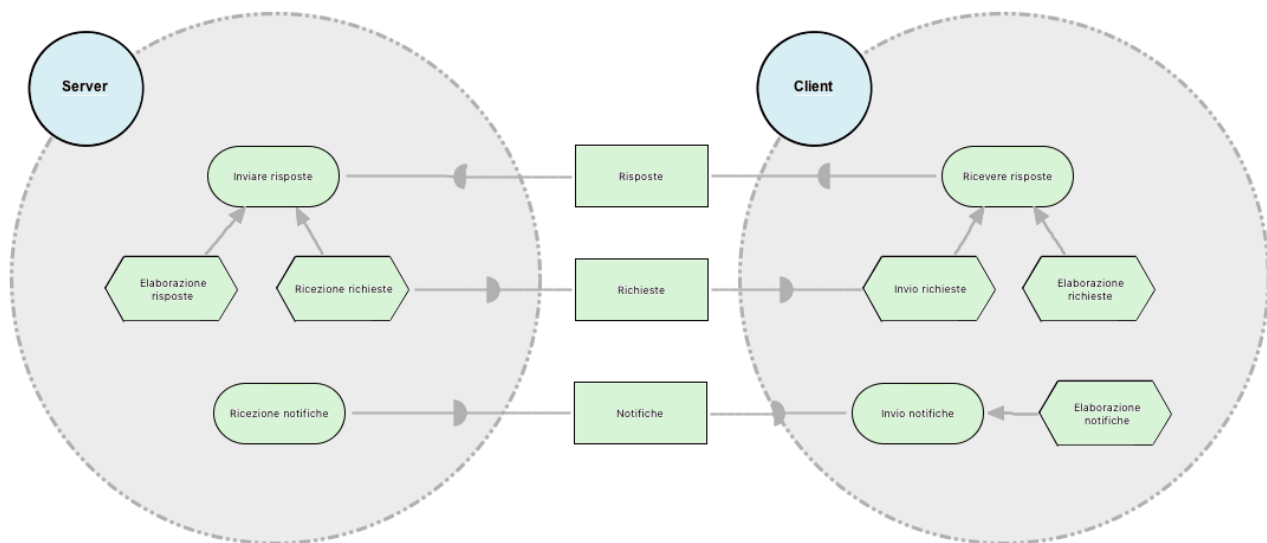 Server
Client
Inviare risposte
Risposte
Ricevere risposte
Elaborazione
risposte
Ricezione richieste
Richieste
Invio richieste
Elaborazione
richieste
Ricezione notifiche
Notifiche
Invio notifiche
Elaborazione
notifiche